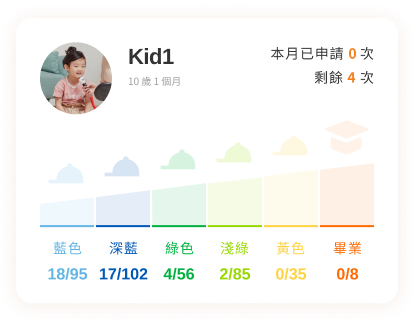 Kid1
10 歲 1 個月
本月已申請 0 次
剩餘 4 次
藍色 深藍 綠色 淺綠 黃色 畢業
18/95 17/102 4/56 2/85 0/35 0/8